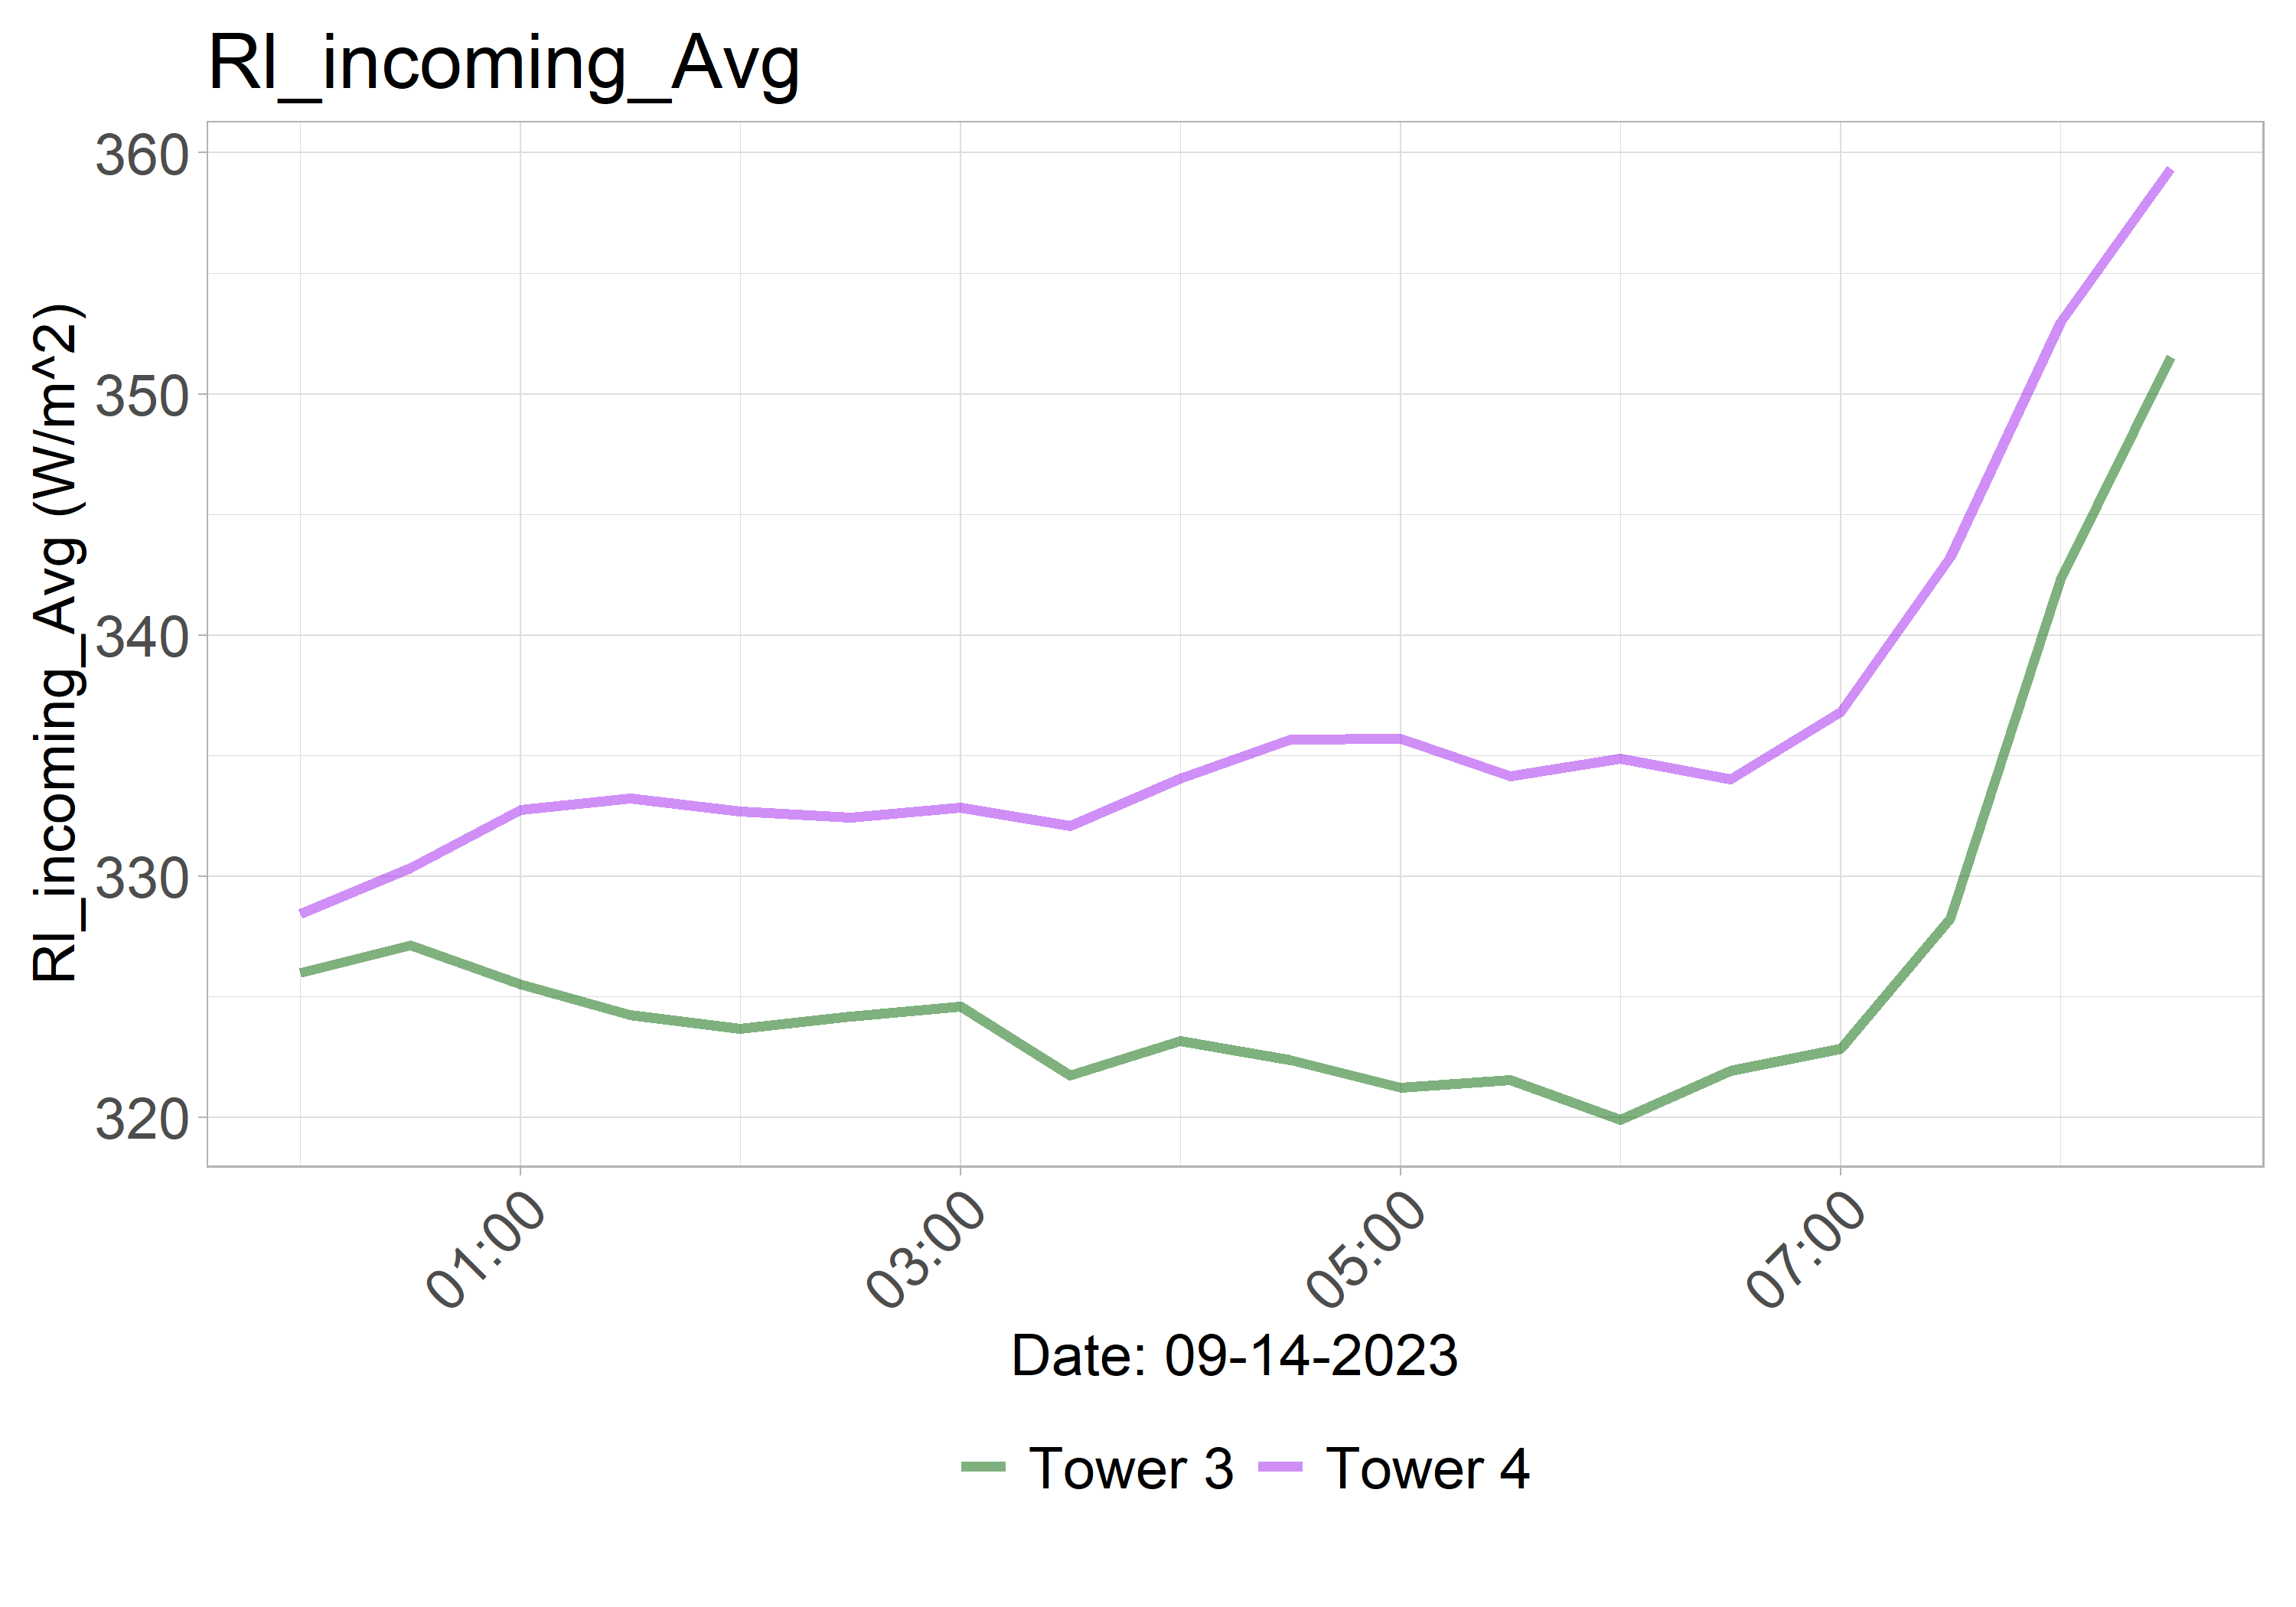 Rl_incoming_Avg
Rl_incoming_Avg (W/m^2)
360
350
340
330
320
01:00
03:00
05:00
07:00
Date: 09-14-2023
Tower 3
Tower 4